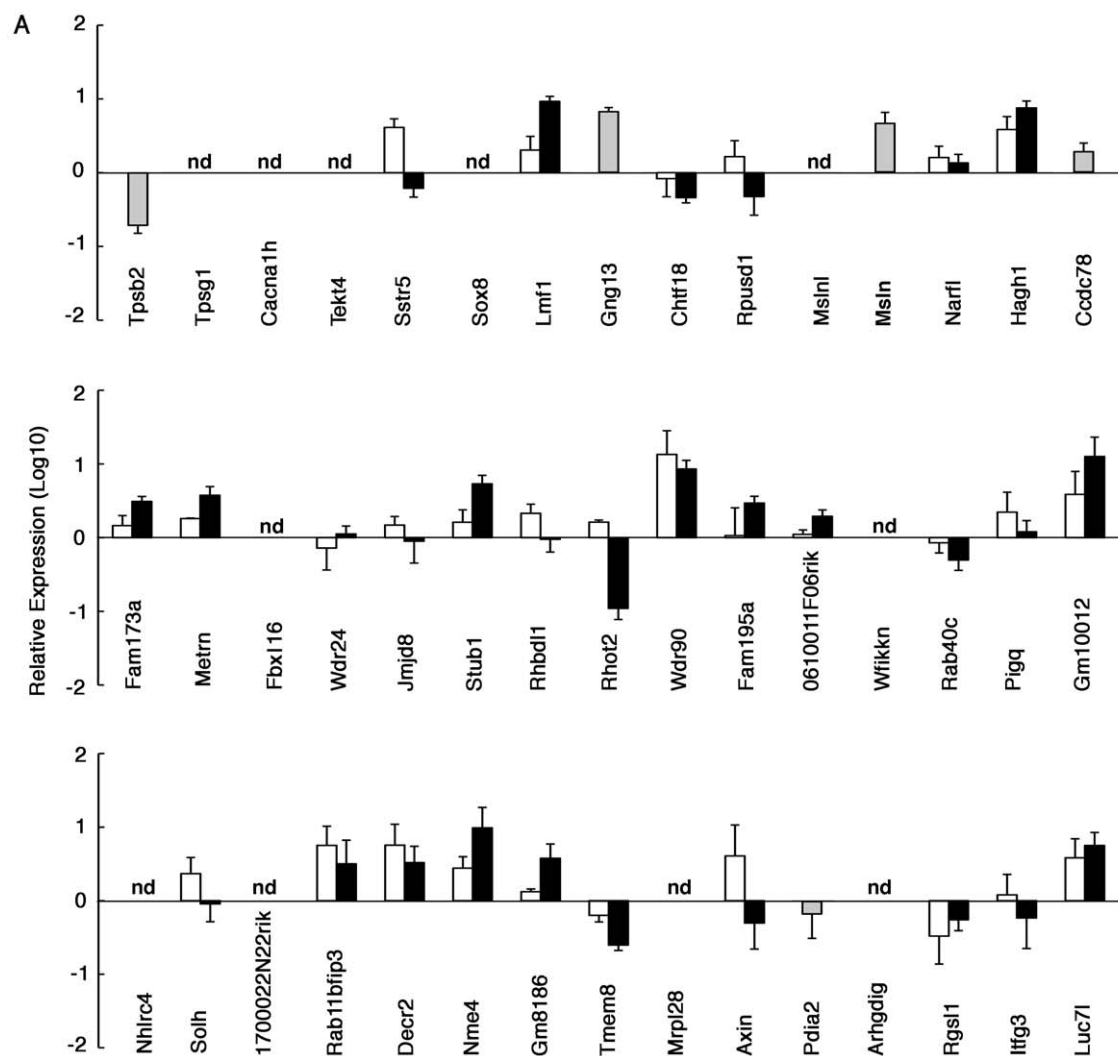 A
Relative Expression (Log10)
2
1
0
-1
-2
nd nd nd nd nd
Tpsb2 Tpsg1 Cacna1h Tekt4 Sstr5 Sox8 Lmf1 Gng13 Chtf18 Rpusd1 Mslnl Msln Narfl Hagh1 Ccdc78
2
1
0
-1
-2
nd nd
Fam173a Metrn Fbxl16 Wdr24 Jmjd8 Stub1 Rhbdl1 Rhot2 Wdr90 Fam195a 0610011F06rik Wfikkn Rab40c Pigq Gm10012
2
1
0
-1
-2
nd nd nd nd
Nhlrc4 Solh 1700022N22rik Rab11bfip3 Decr2 Nme4 Gm8186 Tmem8 Mrpl28 Axin Pdia2 Arhgdig Rgsl1 Itfg3 Luc7l